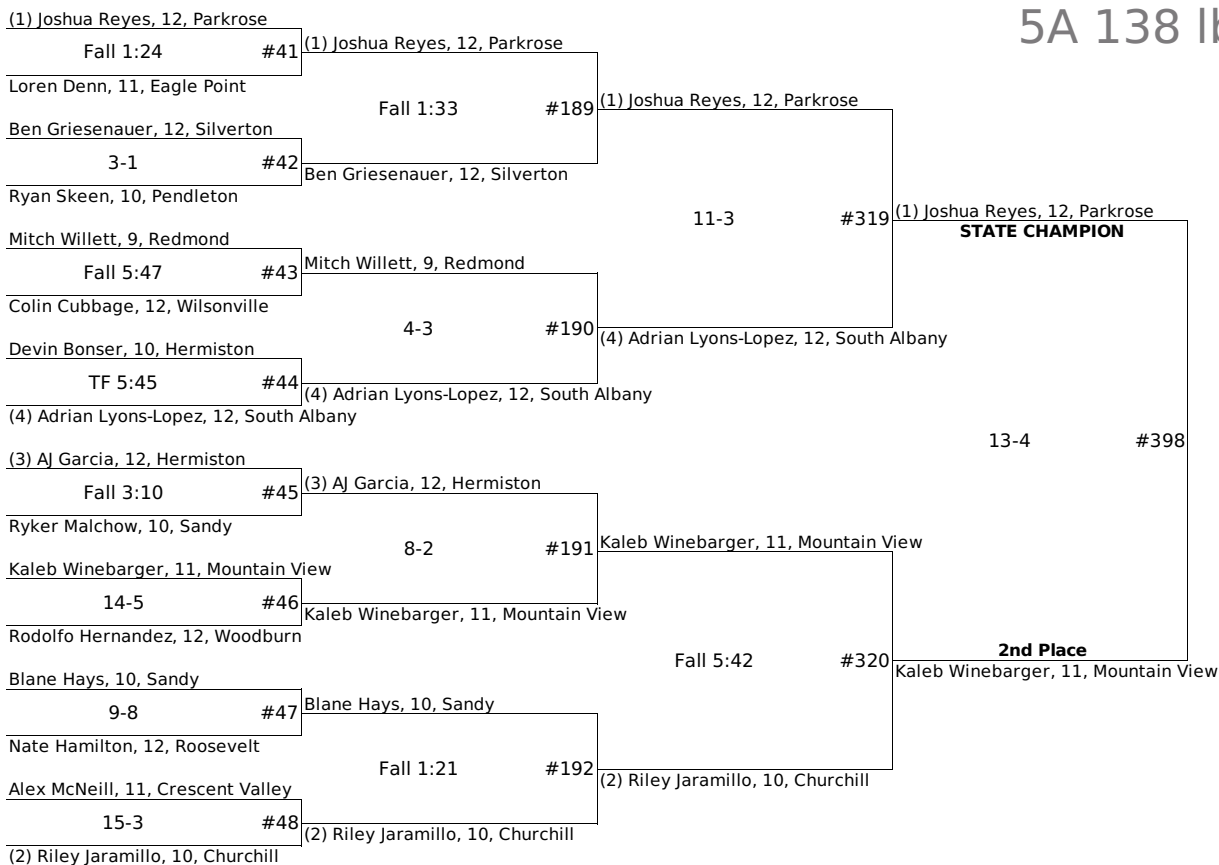 5A 138 lb
(1) Joshua Reyes, 12, Parkrose
Fall 1:24 #41
Loren Denn, 11, Eagle Point
Ben Griesenauer, 12, Silverton
3-1 #42
Ryan Skeen, 10, Pendleton
Mitch Willett, 9, Redmond
Fall 5:47 #43
Colin Cubbage, 12, Wilsonville
Devin Bonser, 10, Hermiston
TF 5:45 #44
(4) Adrian Lyons-Lopez, 12, South Albany
(3) AJ Garcia, 12, Hermiston
Fall 3:10 #45
Ryker Malchow, 10, Sandy
Kaleb Winebarger, 11, Mountain View
14-5 #46
Rodolfo Hernandez, 12, Woodburn
Blane Hays, 10, Sandy
9-8 #47
Nate Hamilton, 12, Roosevelt
Alex McNeill, 11, Crescent Valley
15-3 #48
(2) Riley Jaramillo, 10, Churchill
(1) Joshua Reyes, 12, Parkrose
Fall 1:33 #189
Ben Griesenauer, 12, Silverton
Mitch Willett, 9, Redmond
4-3 #190
(4) Adrian Lyons-Lopez, 12, South Albany
(3) AJ Garcia, 12, Hermiston
8-2 #191
Kaleb Winebarger, 11, Mountain View
Blane Hays, 10, Sandy
Fall 1:21 #192
(2) Riley Jaramillo, 10, Churchill
(1) Joshua Reyes, 12, Parkrose
11-3 #319
(4) Adrian Lyons-Lopez, 12, South Albany
Kaleb Winebarger, 11, Mountain View
Fall 5:42 #320
(2) Riley Jaramillo, 10, Churchill
(1) Joshua Reyes, 12, Parkrose
STATE CHAMPION
13-4 #398
2nd Place
Kaleb Winebarger, 11, Mountain View